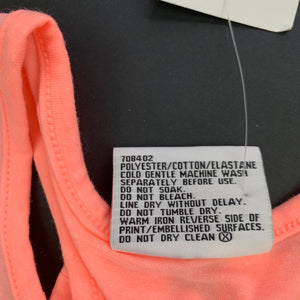 708402
POLYESTER/COTTON/ELASTANE
COLD GENTLE MACHINE WASH
SEPARATELY BEFORE USE.
DO NOT SOAK.
DO NOT BLEACH.
LINE DRY WITHOUT DELAY.
DO NOT TUMBLE DRY.
WARM IRON REVERSE SIDE OF
PRINT/EMBELLISHED SURFACES.
DO NOT DRY CLEAN